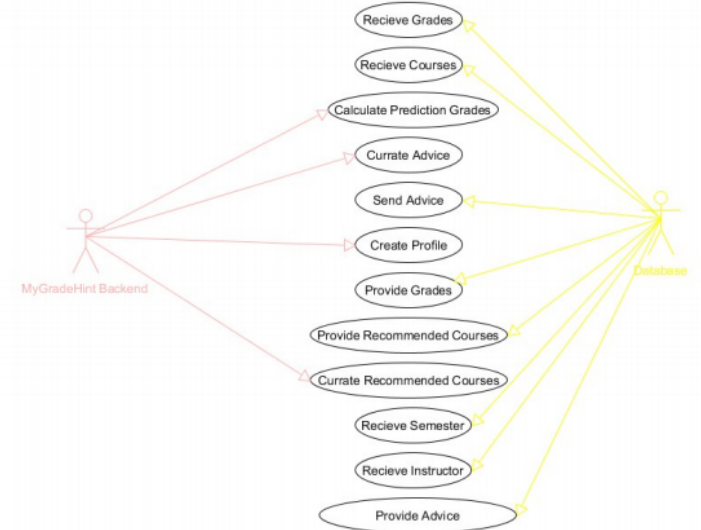 Recieve Grades
Recieve Courses
Calculate Prediction Grades
Currate Advice
Send Advice
Create Profile
MyGradeHint Backend
Database
Provide Grades
Provide Recommended Courses
Currate Recommended Courses
Recieve Semester
Recieve Instructor
Provide Advice